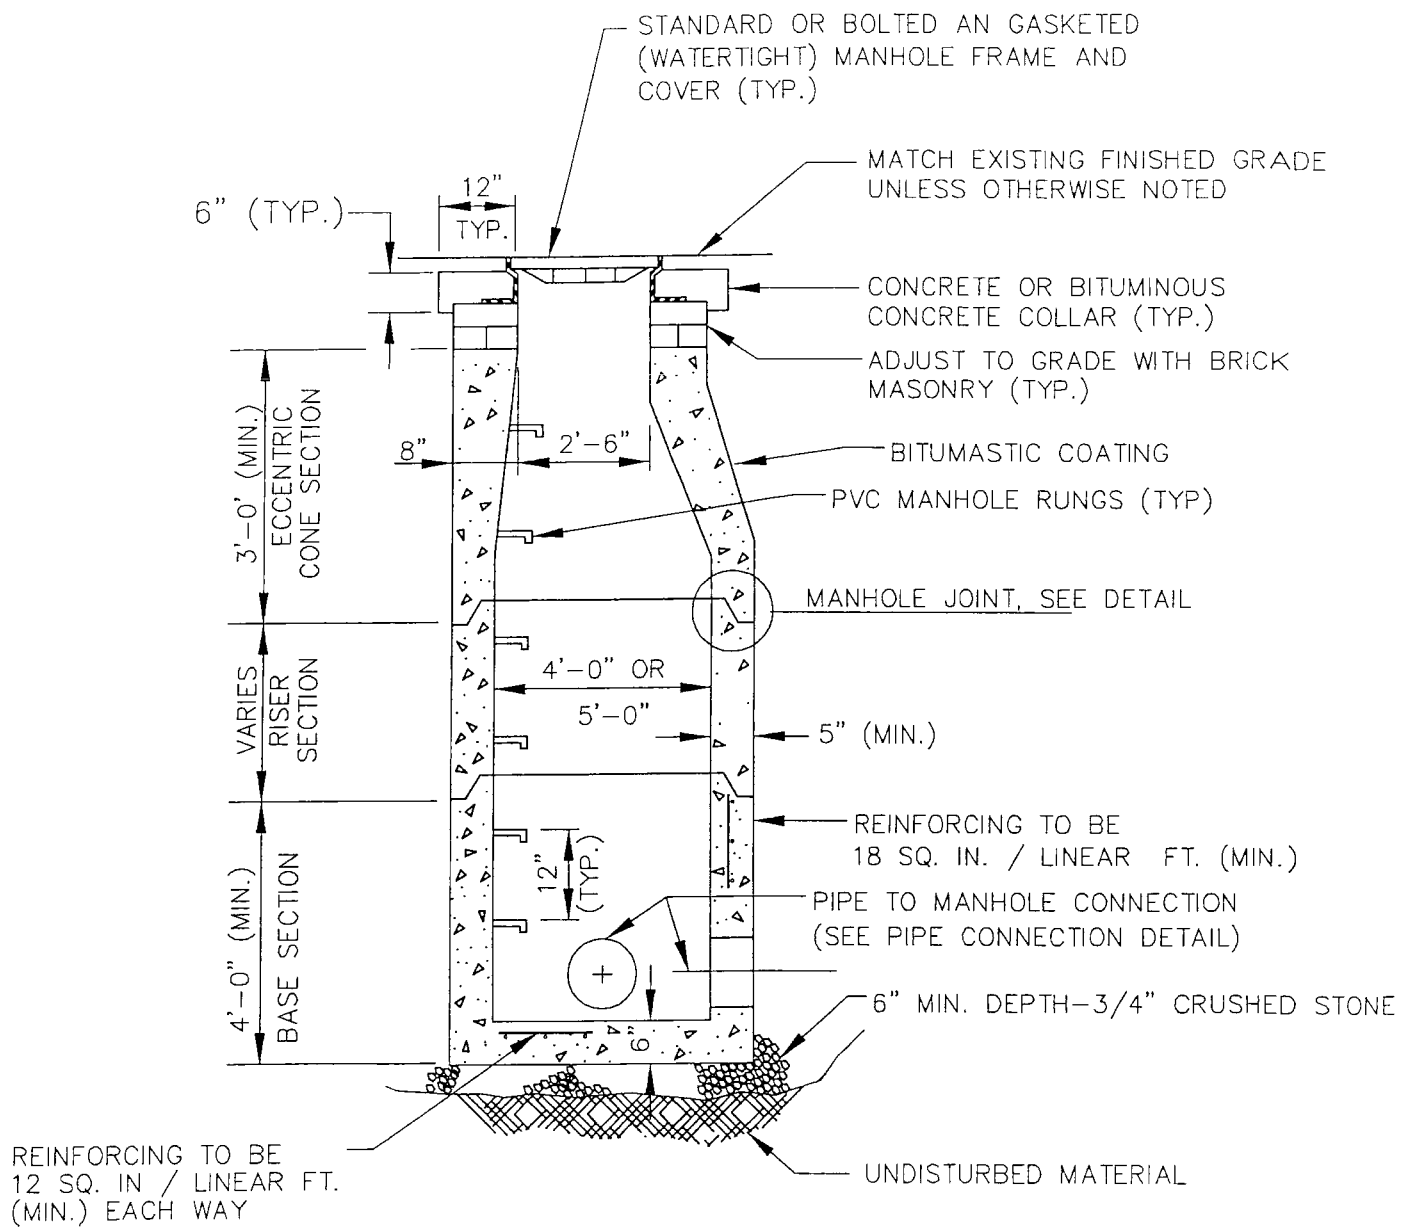 STANDARD OR BOLTED AN GASKETED
(WATERTIGHT) MANHOLE FRAME AND
COVER (TYP.)
MATCH EXISTING FINISHED GRADE
UNLESS OTHERWISE NOTED
12"
TYP.
6" (TYP.)
CONCRETE OR BITUMINOUS
CONCRETE COLLAR (TYP.)
ADJUST TO GRADE WITH BRICK
MASONRY (TYP.)
3'-0' (MIN.)
ECCENTRIC
CONE SECTION
8"
2'-6"
BITUMASTIC COATING
PVC MANHOLE RUNGS (TYP)
MANHOLE JOINT, SEE DETAIL
VARIES
RISER
SECTION
4'-0" OR
5'-0"
5" (MIN.)
REINFORCING TO BE
18 SQ. IN. / LINEAR FT. (MIN.)
4'-0" (MIN.)
BASE SECTION
12"
(TYP.)
PIPE TO MANHOLE CONNECTION
(SEE PIPE CONNECTION DETAIL)
6" MIN. DEPTH-3/4" CRUSHED STONE
6"
REINFORCING TO BE
12 SQ. IN / LINEAR FT.
(MIN.) EACH WAY
UNDISTURBED MATERIAL